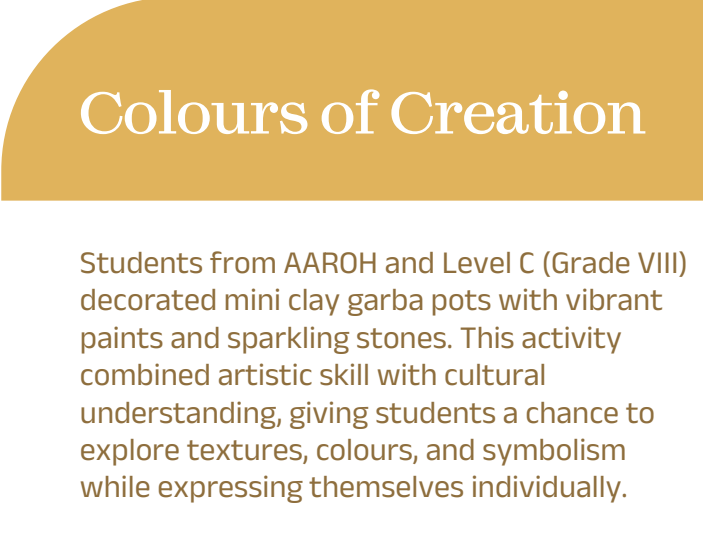 Colours of Creation
Students from AAROH and Level C (Grade VIII)
decorated mini clay garba pots with vibrant
paints and sparkling stones. This activity
combined artistic skill with cultural
understanding, giving students a chance to
explore textures, colours, and symbolism
while expressing themselves individually.